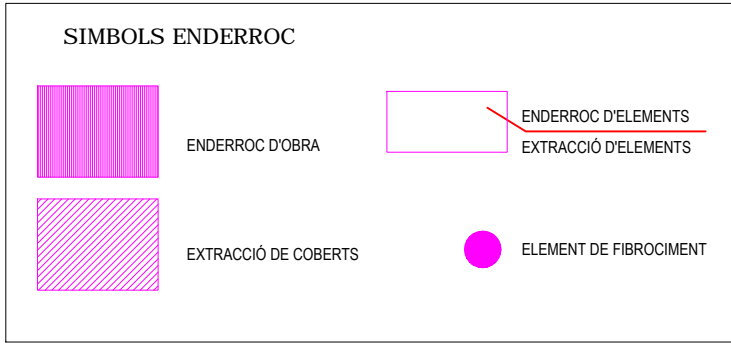 SIMBOLS ENDERROC
ENDERROC D'OBRA
ENDERROC D'ELEMENTS
EXTRACCIÓ D'ELEMENTS
EXTRACCIÓ DE COBERTS
ELEMENT DE FIBROCIMENT